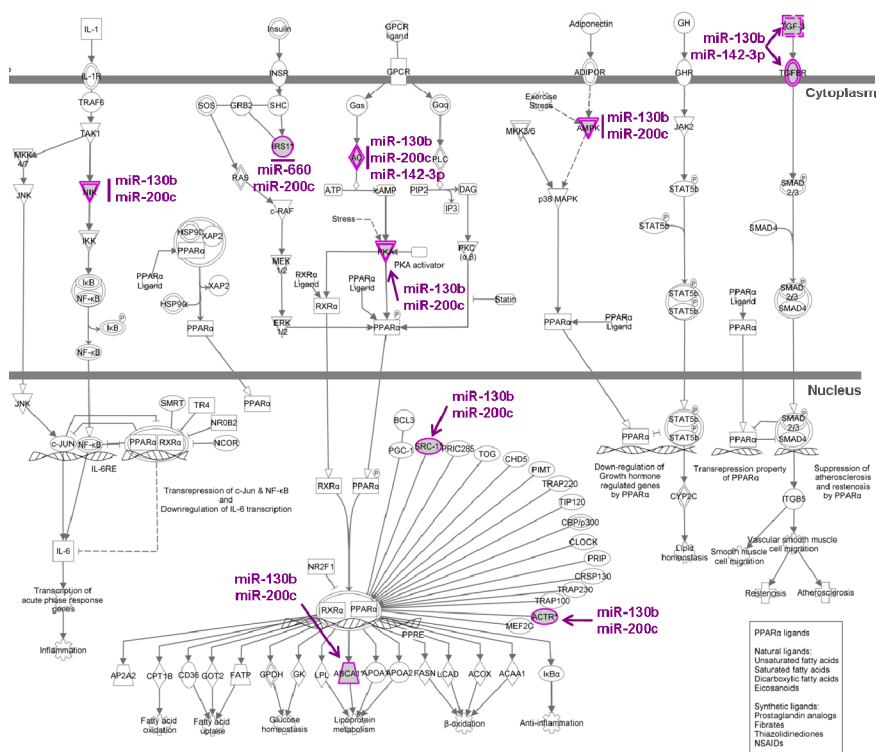 IL-1
Insulin
GPCR
ligand
Adiponectin
GH
TGF-β
miR-130b
miR-142-3p
IL-1R
INSR
GPCR
ADIPOR
GHR
TGFBR
Cytoplasm
TRAF6
SOS
GRB2
SHC
Gαs
Gαq
Exercise
Stress
TAK1
MKK3/6
AMPK
miR-130b
miR-200c
JAK2
MKK
4/7
IRS1*
miR-660
miR-200c
AC
miR-130b
miR-200c
miR-142-3p
PLC
JNK
NIK
miR-130b
miR-200c
RAS
ATP
cAMP
PIP2
DAG
IP3
p38 MAPK
STAT5b
SMAD
2/3
c-RAF
Stress
IKK
HSP90
XAP2
PPARα
PPARα
Ligand
MEK
1/2
PKA
PKA activator
PKC
(α,β)
STAT5b
P
STAT5b
SMAD4
P
SMAD
2/3
IκB
NF-κB
HSP90
XAP2
RXRα
Ligand
PPARα
Ligand
miR-130b
miR-200c
Statin
P
STAT5b
STAT5b
P
PPARα
Ligand
P
SMAD
2/3
SMAD4
P
IκB
NF-κB
PPARα
ERK
1/2
RXRα
P
PPARα
PPARα
PPARα
Ligand
PPARα
Nucleus
JNK
SMRT
TR4
PPARα
NR0B2
NCOR
c-JUN
NF-κB
PPARα
RXRα
IL-6RE
BCL3
PGC-1
SRC-1*
miR-130b
miR-200c
PRIC285
TOG
CHD5
PIMT
TRAP220
TIP120
CBP/p300
CLOCK
PRIP
CRSP130
TRAP230
TRAP100
ACTR*
miR-130b
miR-200c
MEF2C
PPARα
P
STAT5b
STAT5b
P
PPARα
P
SMAD
2/3
SMAD4
Down-regulation of
Growth hormone
regulated genes
by PPARα
Transrepression property
of PPARα
Suppression of
atherosclerosis
and restenosis
by PPARα
Transrepression of c-Jun & NF-κB
and
Downregulation of IL-6 transcription
RXRα
P
PPARα
CYP2C
Lipid
homeostasis
ITGB5
Smooth muscle
cell migration
Vascular smooth muscle
cell migration
Restenosis
Atherosclerosis
IL-6
Transcription of
acute phase response
genes
Inflammation
NR2F1
miR-130b
miR-200c
RXRα
PPARα
PPRE
AP2A2
CPT1B
CD36
GOT2
FATP
GPDH
GK
LPL
ABCA1*
APOA1
APOA2
FASN
LCAD
ACOX
ACAA1
IκBα
Fatty acid
oxidation
Fatty acid
uptake
Glucose
homeostasis
Lipoprotein
metabolism
β-oxidation
Anti-inflammation
PPARα ligands
Natural ligands:
Unsaturated fatty acids
Saturated fatty acids
Dicarboxylic fatty acids
Eicosanoids
Synthetic ligands:
Prostaglandin analogs
Fibrates
Thiazolidinediones
NSAIDs